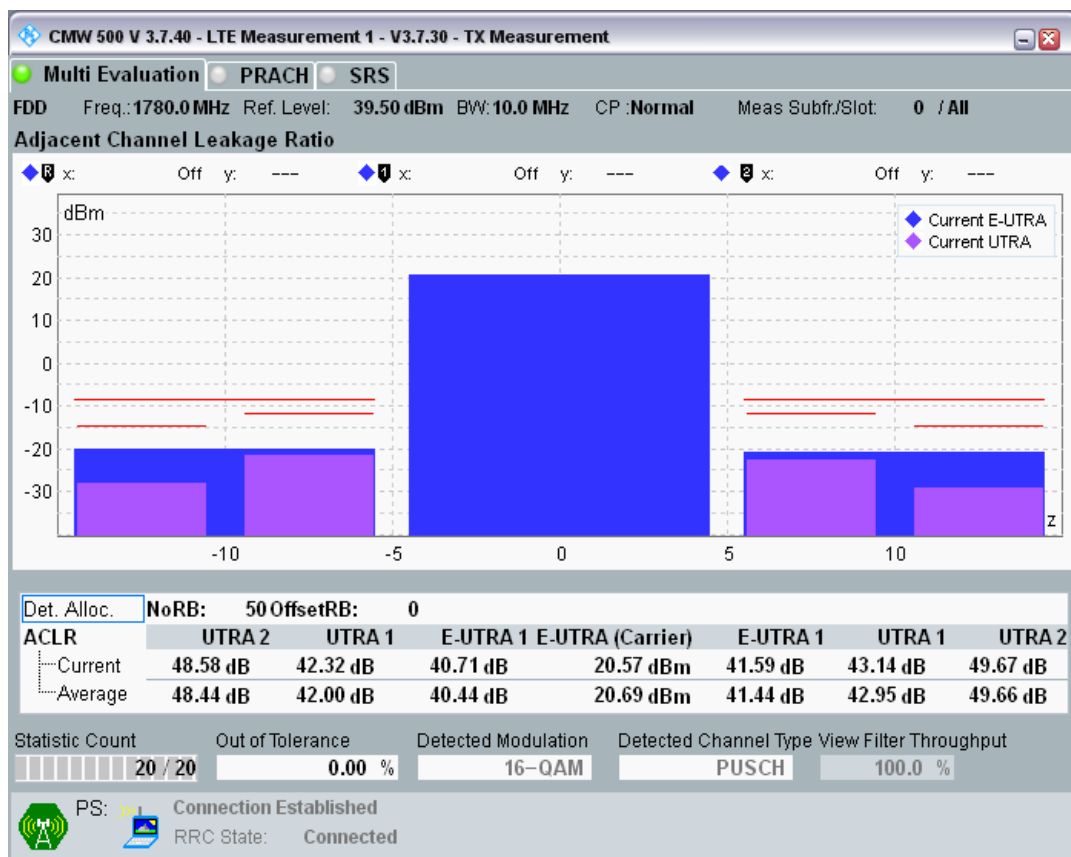 CMW 500 V 3.7.40 - LTE Measurement 1 - V3.7.30 - TX Measurement
Multi Evaluation PRACH SRS
FDD Freq.: 1780.0 MHz Ref. Level: 39.50 dBm BW: 10.0 MHz CP :Normal Meas Subfr./Slot: 0 / All
Adjacent Channel Leakage Ratio
R x: Off y: --- 1 x: Off y: --- 2 x: Off y: ---
dBm
Current E-UTRA
Current UTRA
30
20
10
0
-10
-20
-30
z
-10 -5 0 5 10
Det. Alloc. NoRB: 50 OffsetRB: 0
ACLR UTRA 2 UTRA 1 E-UTRA 1 E-UTRA (Carrier) E-UTRA 1 UTRA 1 UTRA 2
Current 48.58 dB 42.32 dB 40.71 dB 20.57 dBm 41.59 dB 43.14 dB 49.67 dB
Average 48.44 dB 42.00 dB 40.44 dB 20.69 dBm 41.44 dB 42.95 dB 49.66 dB
Statistic Count Out of Tolerance Detected Modulation Detected Channel Type View Filter Throughput
20 / 20 0.00 % 16-QAM PUSCH 100.0 %
PS: Connection Established
RRC State: Connected